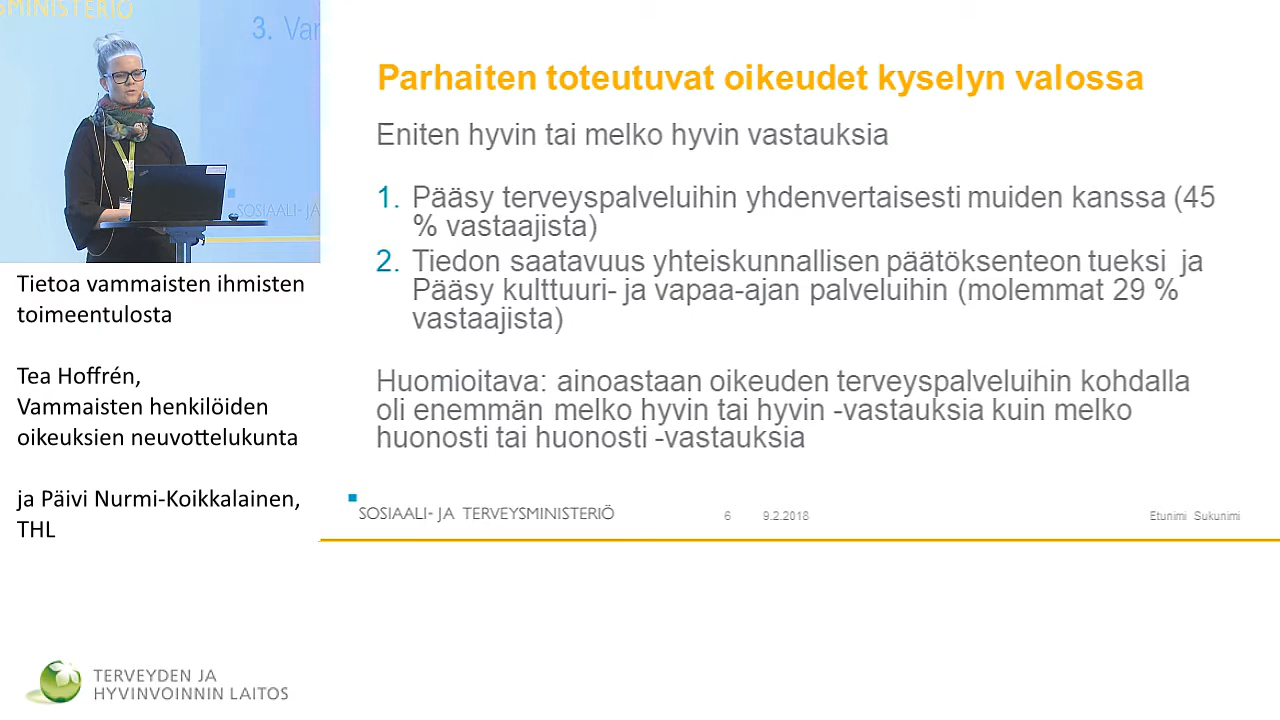 SMINISTERIÖ
3. Var
SOSIAALI- JA
Tietoa vammaisten ihmisten
toimeentulosta
Tea Hoffrén,
Vammaisten henkilöiden
oikeuksien neuvottelukunta
ja Päivi Nurmi-Koikkalainen,
THL
Parhaiten toteutuvat oikeudet kyselyn valossa
Eniten hyvin tai melko hyvin vastauksia
1. Pääsy terveyspalveluihin yhdenvertaisesti muiden kanssa (45
% vastaajista)
2. Tiedon saatavuus yhteiskunnallisen päätöksenteon tueksi ja
Pääsy kulttuuri- ja vapaa-ajan palveluihin (molemmat 29 %
vastaajista)
Huomioitava: ainoastaan oikeuden terveyspalveluihin kohdalla
oli enemmän melko hyvin tai hyvin -vastauksia kuin melko
huonosti tai huonosti -vastauksia
SOSIAALI- JA TERVEYSMINISTERIÖ
6 9.2.2018 Etunimi Sukunimi
TERVEYDEN JA
HYVINVOINNIN LAITOS